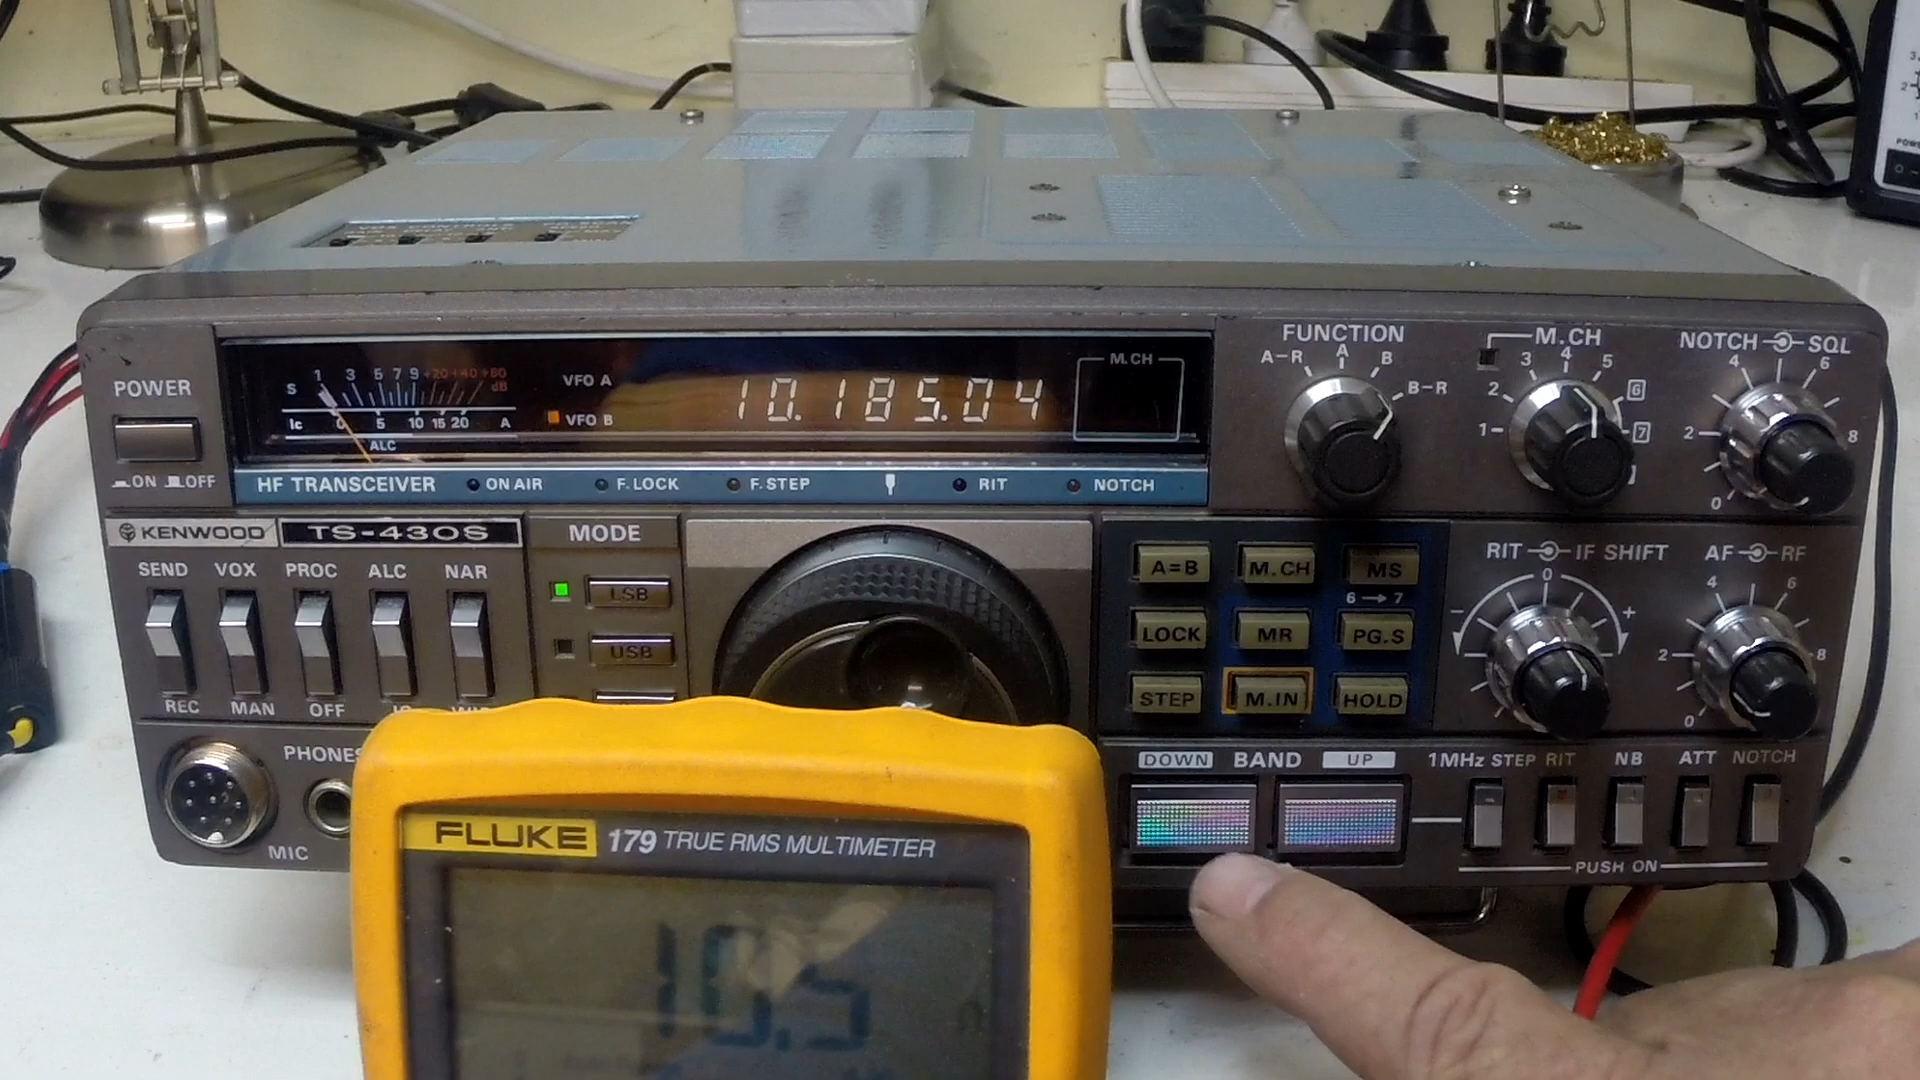 FUNCTION
A-R A B B-R
M.CH
1 2 3 4 5 6 7
NOTCH SQL
0 2 4 6 8
POWER
ON OFF
S 1 3 5 7 9 +20 +40 +60 dB
Ic 0 5 10 15 20 A
ALC
VFO A
VFO B
10.185.04
M.CH
HF TRANSCEIVER ON AIR F.LOCK F.STEP RIT NOTCH
KENWOOD TS-430S
MODE
SEND VOX PROC ALC NAR
REC MAN OFF
LSB
USB
A=B M.CH MS
6 → 7
LOCK MR PG.S
STEP M.IN HOLD
RIT IF SHIFT
- 0 +
AF RF
0 2 4 6 8
PHONES
MIC
DOWN BAND UP
1MHz STEP RIT NB ATT NOTCH
PUSH ON
FLUKE 179 TRUE RMS MULTIMETER
10.5